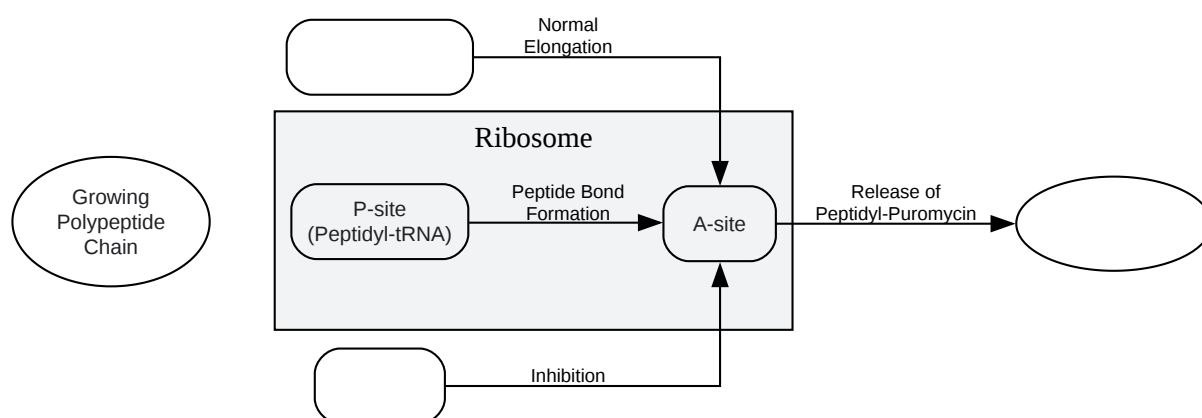 Normal
Elongation
Ribosome
Growing
Polypeptide
Chain
P-site
(Peptidyl-tRNA)
Peptide Bond
Formation
A-site
Release of
Peptidyl-Puromycin
Inhibition